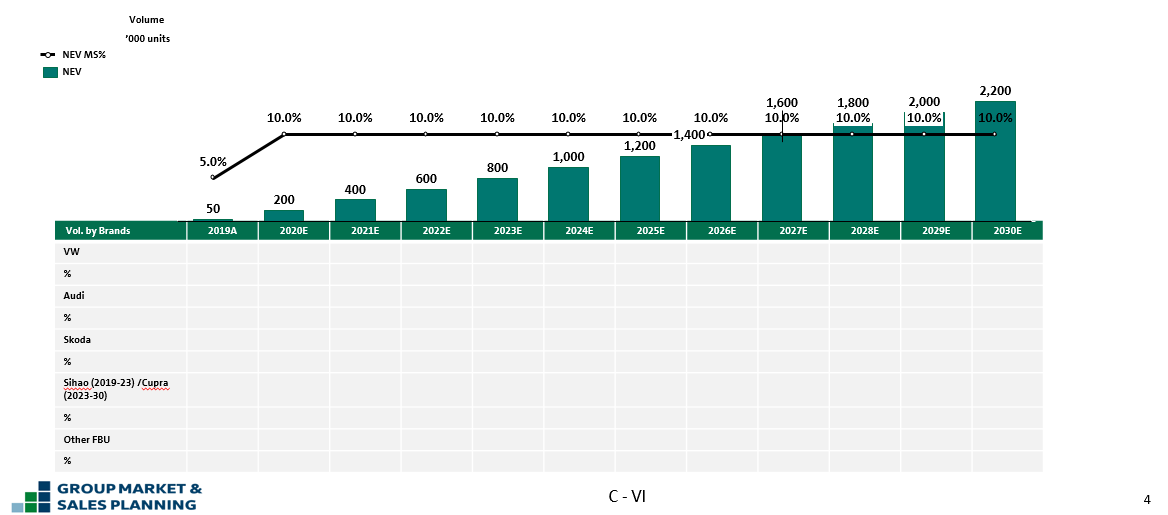 Volume
'000 units
NEV MS%
NEV
5.0%
10.0%
10.0%
10.0%
10.0%
10.0%
10.0%
10.0%
10.0%
10.0%
10.0%
10.0%
50
200
400
600
800
1,000
1,200
1,400
1,600
1,800
2,000
2,200
Vol. by Brands 2019A 2020E 2021E 2022E 2023E 2024E 2025E 2026E 2027E 2028E 2029E 2030E
VW
%
Audi
%
Skoda
%
Sihao (2019-23) /Cupra
(2023-30)
%
Other FBU
%
GROUP MARKET &
SALES PLANNING
C - VI
4